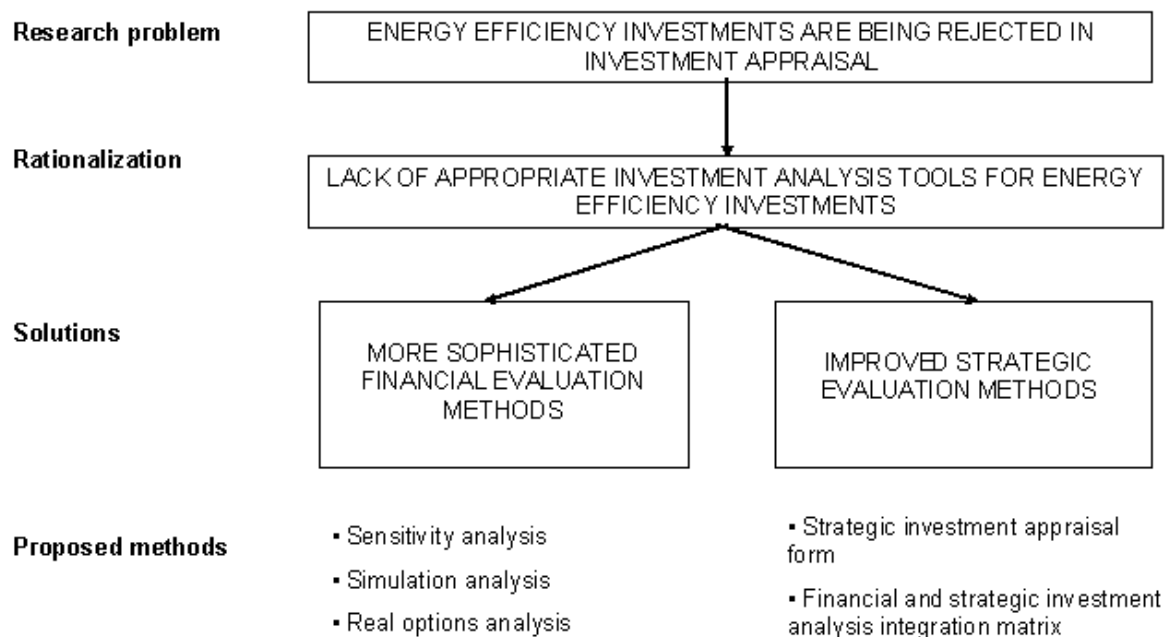 Research problem
ENERGY EFFICIENCY INVESTMENTS ARE BEING REJECTED IN
INVESTMENT APPRAISAL
Rationalization
LACK OF APPROPRIATE INVESTMENT ANALYSIS TOOLS FOR ENERGY
EFFICIENCY INVESTMENTS
Solutions
MORE SOPHISTICATED
FINANCIAL EVALUATION
METHODS
IMPROVED STRATEGIC
EVALUATION METHODS
Proposed methods
▪ Sensitivity analysis
▪ Simulation analysis
▪ Real options analysis
▪ Strategic investment appraisal
form
▪ Financial and strategic investment
analysis integration matrix